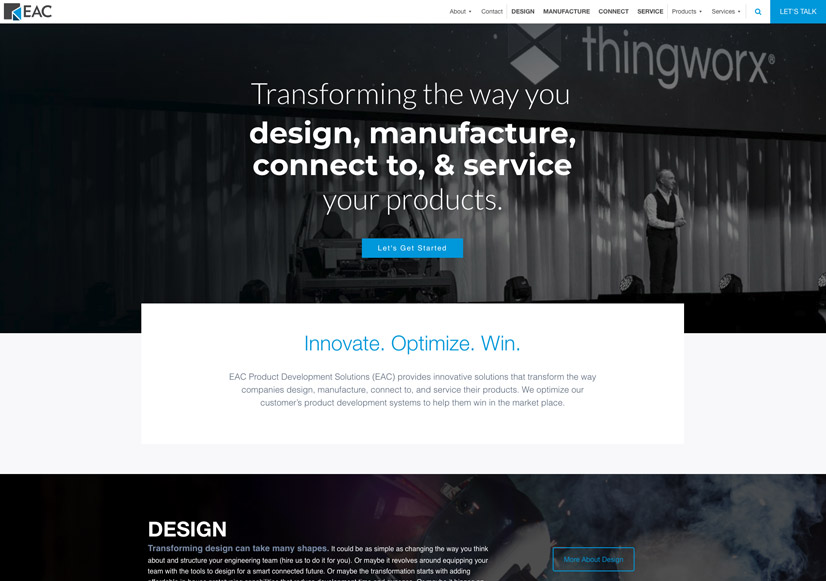 EAC
About
Contact
DESIGN
MANUFACTURE
CONNECT
SERVICE
Products
Services
LET'S TALK
thingworx®
Transforming the way you
design, manufacture,
connect to, & service
your products.
Let's Get Started
Innovate. Optimize. Win.
EAC Product Development Solutions (EAC) provides innovative solutions that transform the way
companies design, manufacture, connect to, and service their products. We optimize our
customer's product development systems to help them win in the market place.
DESIGN
Transforming design can take many shapes. It could be as simple as changing the way you think
about and structure your engineering team (hire us to do it for you). Or maybe it revolves around equipping your
team with the tools to design for a smart connected future. Or maybe the transformation starts with adding
More About Design